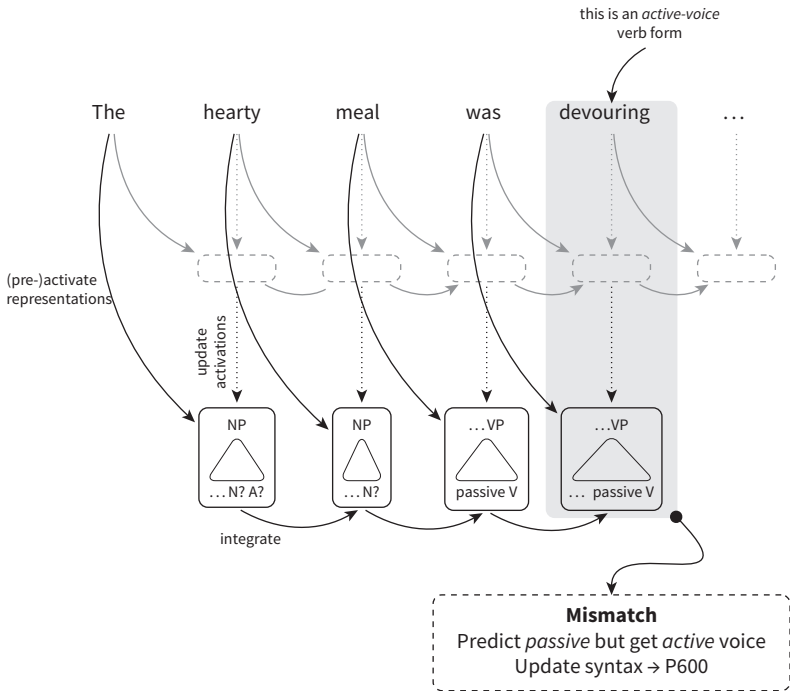 this is an active-voice
verb form
The hearty meal was devouring …
(pre-)activate
representations
update
activations
NP NP …VP …VP
… N? A? … N? passive V … passive V
integrate
Mismatch
Predict passive but get active voice
Update syntax → P600